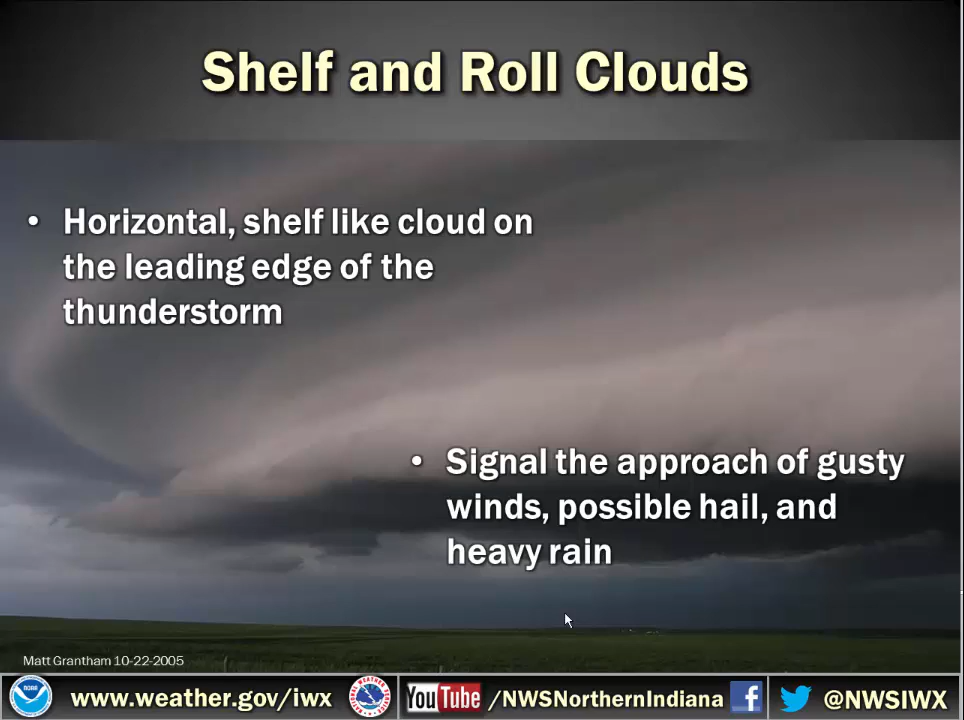 Shelf and Roll Clouds
• Horizontal, shelf like cloud on
the leading edge of the
thunderstorm
• Signal the approach of gusty
winds, possible hail, and
heavy rain
Matt Grantham 10-22-2005
NOAA
www.weather.gov/iwx
YouTube
/NWSNorthernIndiana
f
@NWSIWX